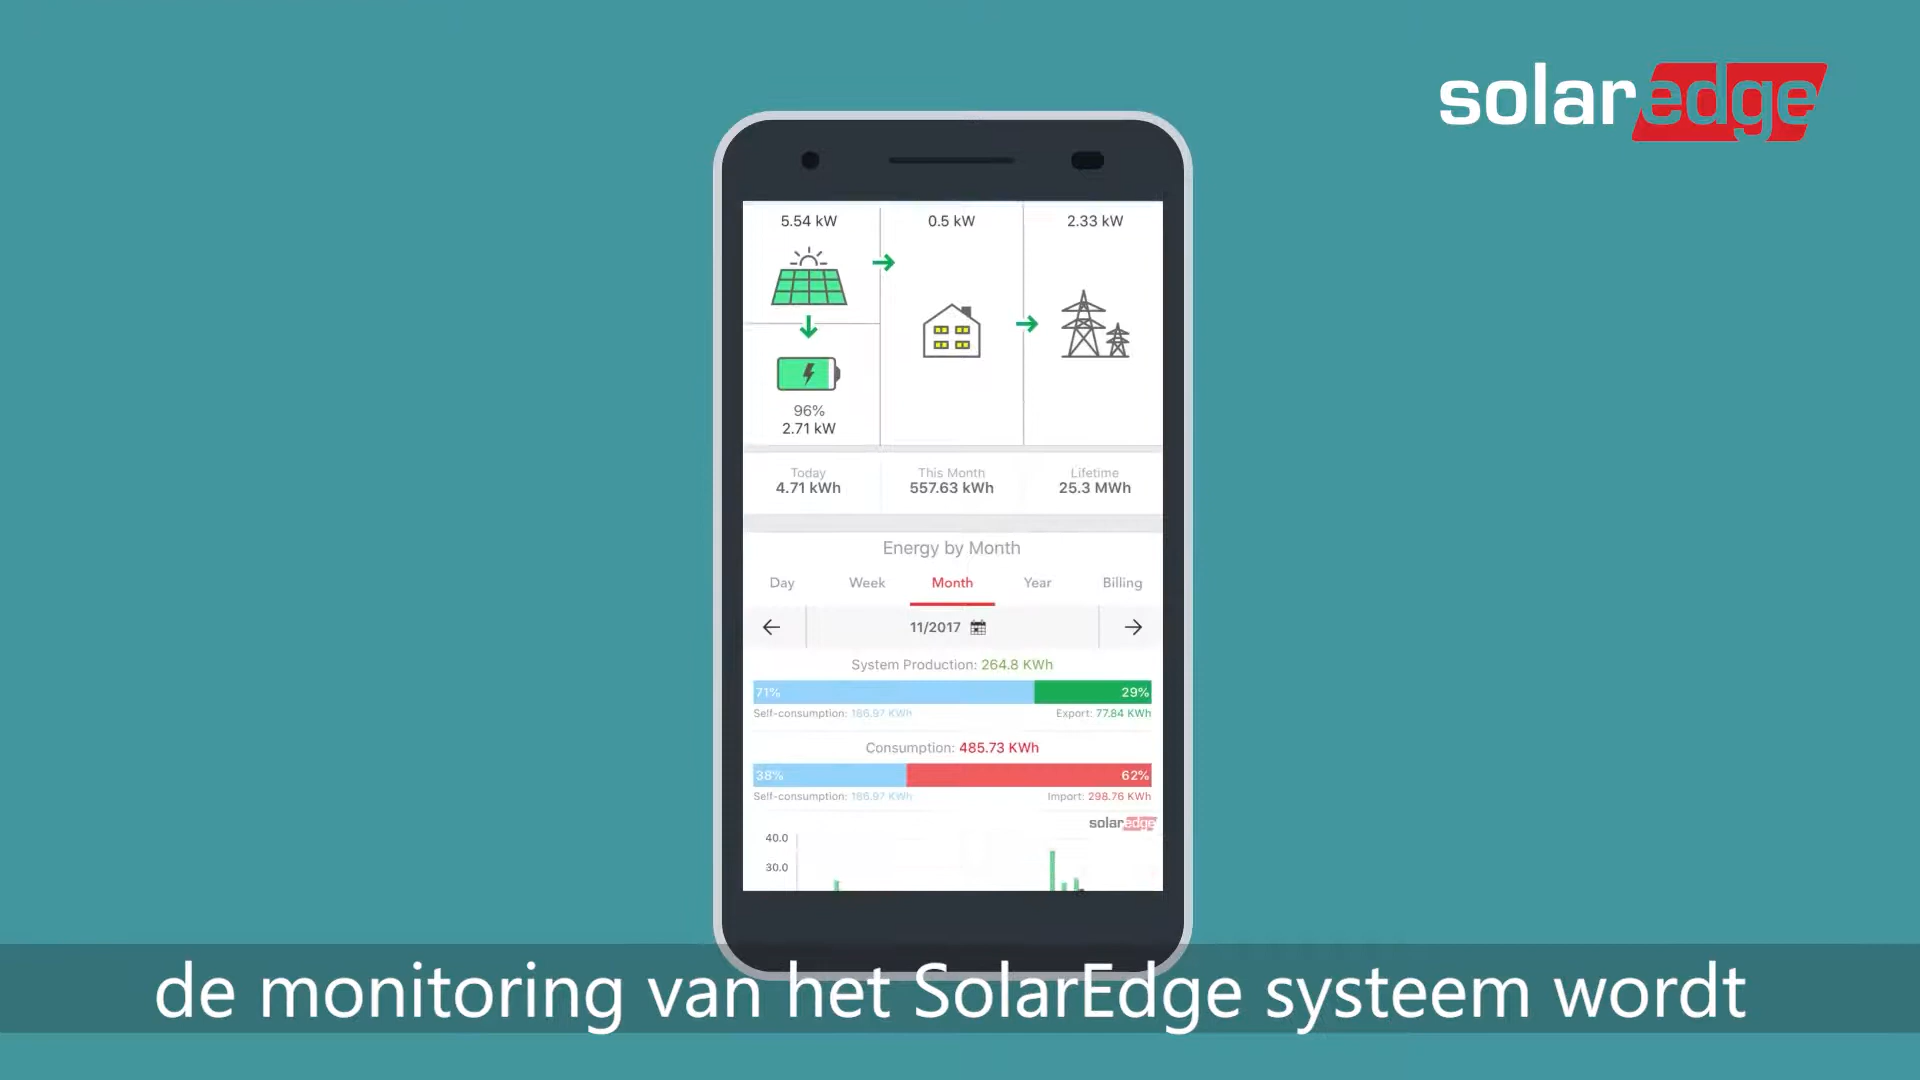 solaredge
5.54 kW
0.5 kW
2.33 kW
96%
2.71 kW
Today
This Month
Lifetime
4.71 kWh
557.63 kWh
25.3 MWh
Energy by Month
Day Week Month Year Billing
11/2017
System Production: 264.8 KWh
71% 29%
Self-consumption: 186.97 KWh Export: 77.84 KWh
Consumption: 485.73 KWh
38% 62%
Self-consumption: 186.97 KWh Import: 298.76 KWh
solaredge
40.0
30.0
de monitoring van het SolarEdge systeem wordt